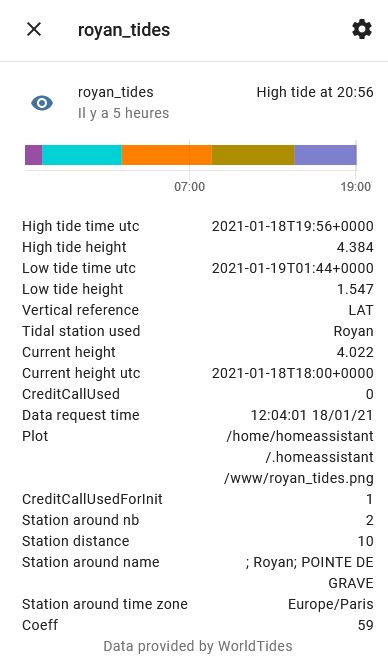 royan_tides
royan_tides High tide at 20:56
Il y a 5 heures
07:00 19:00
High tide time utc 2021-01-18T19:56+0000
High tide height 4.384
Low tide time utc 2021-01-19T01:44+0000
Low tide height 1.547
Vertical reference LAT
Tidal station used Royan
Current height 4.022
Current height utc 2021-01-18T18:00+0000
CreditCallUsed 0
Data request time 12:04:01 18/01/21
Plot /home/homeassistant
/.homeassistant
/www/royan_tides.png
CreditCallUsedForInit 1
Station around nb 2
Station distance 10
Station around name ; Royan; POINTE DE
GRAVE
Station around time zone Europe/Paris
Coeff 59
Data provided by WorldTides